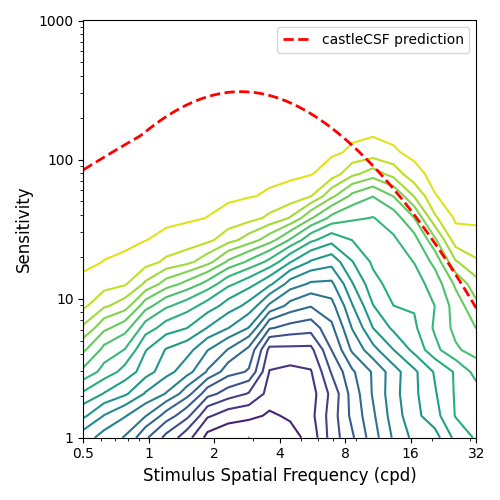 1000
castleCSF prediction
100
10
1
Sensitivity
0.5 1 2 4 8 16 32
Stimulus Spatial Frequency (cpd)